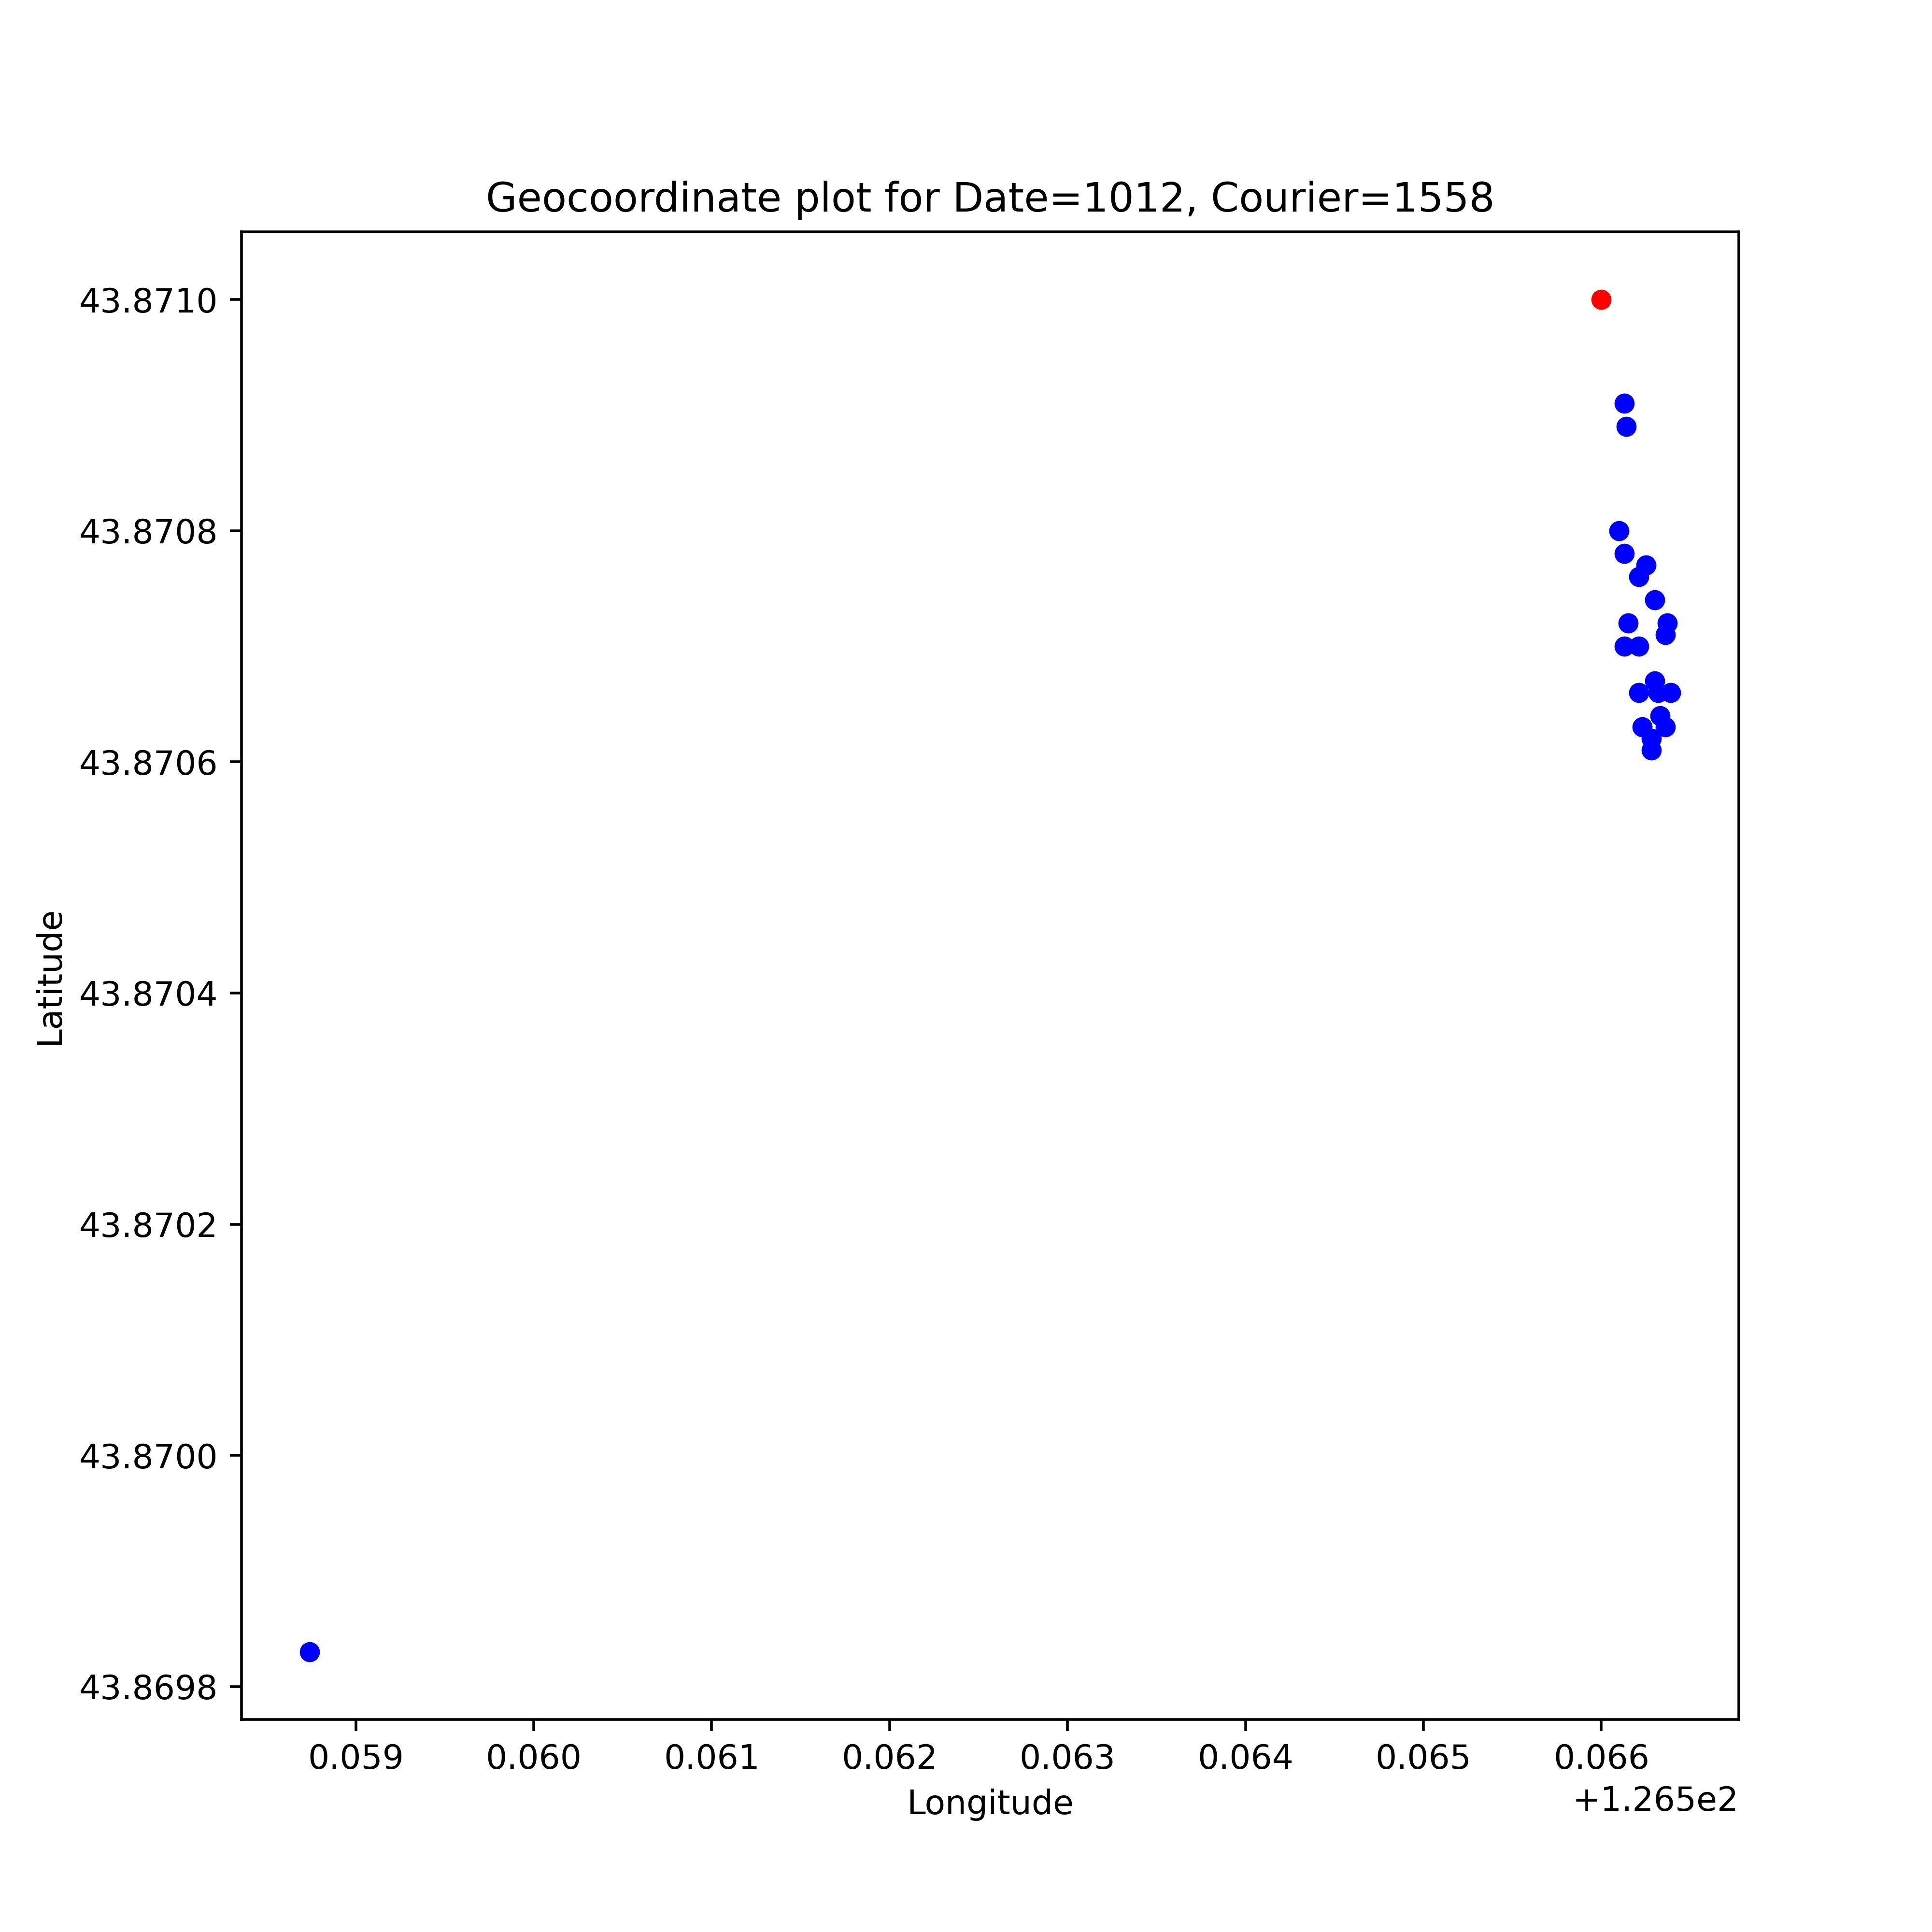 Geocoordinate plot for Date=1012, Courier=1558
43.8710
43.8708
43.8706
43.8704
43.8702
43.8700
43.8698
Latitude
0.059 0.060 0.061 0.062 0.063 0.064 0.065 0.066
+1.265e2
Longitude